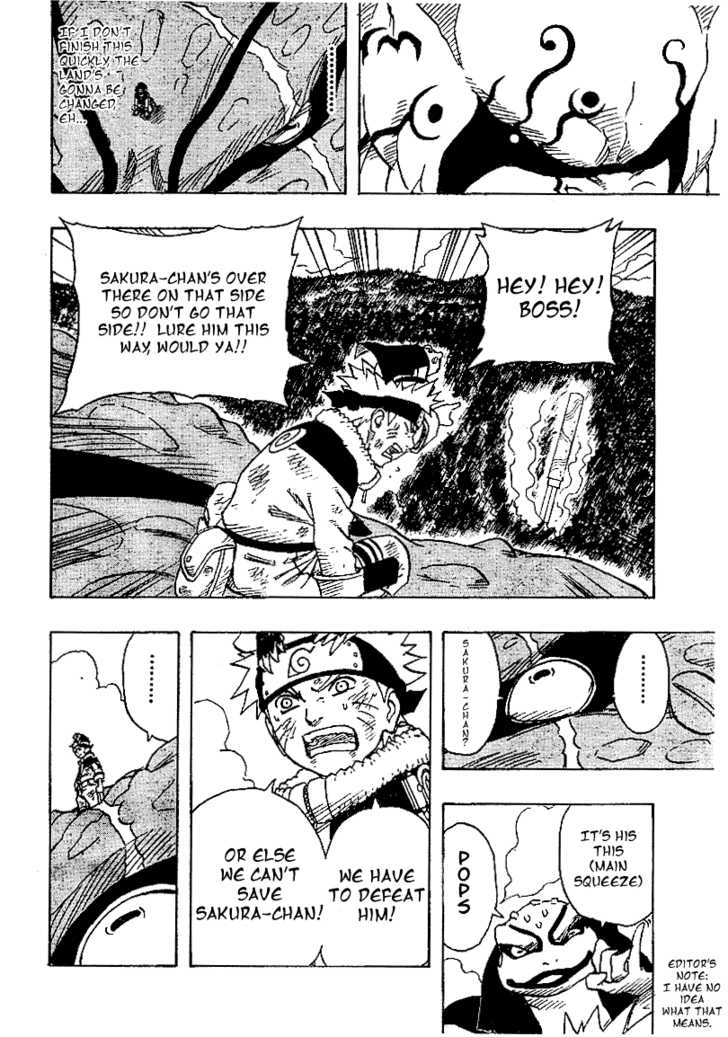 IF I DON'T
FINISH THIS
QUICKLY THE
LAND'S
GONNA BE
CHANGED,
EH...
..........
HEY! HEY!
BOSS!
SAKURA-CHAN'S OVER
THERE ON THAT SIDE
SO DON'T GO THAT
SIDE!! LURE HIM THIS
WAY, WOULD YA!!
........
SAKURA-CHAN?
IT'S HIS
THIS
(MAIN
SQUEEZE)
POPS
EDITOR'S
NOTE:
I HAVE NO
IDEA
WHAT THAT
MEANS.
WE HAVE
TO DEFEAT
HIM!
OR ELSE
WE CAN'T
SAVE
SAKURA-CHAN!
........